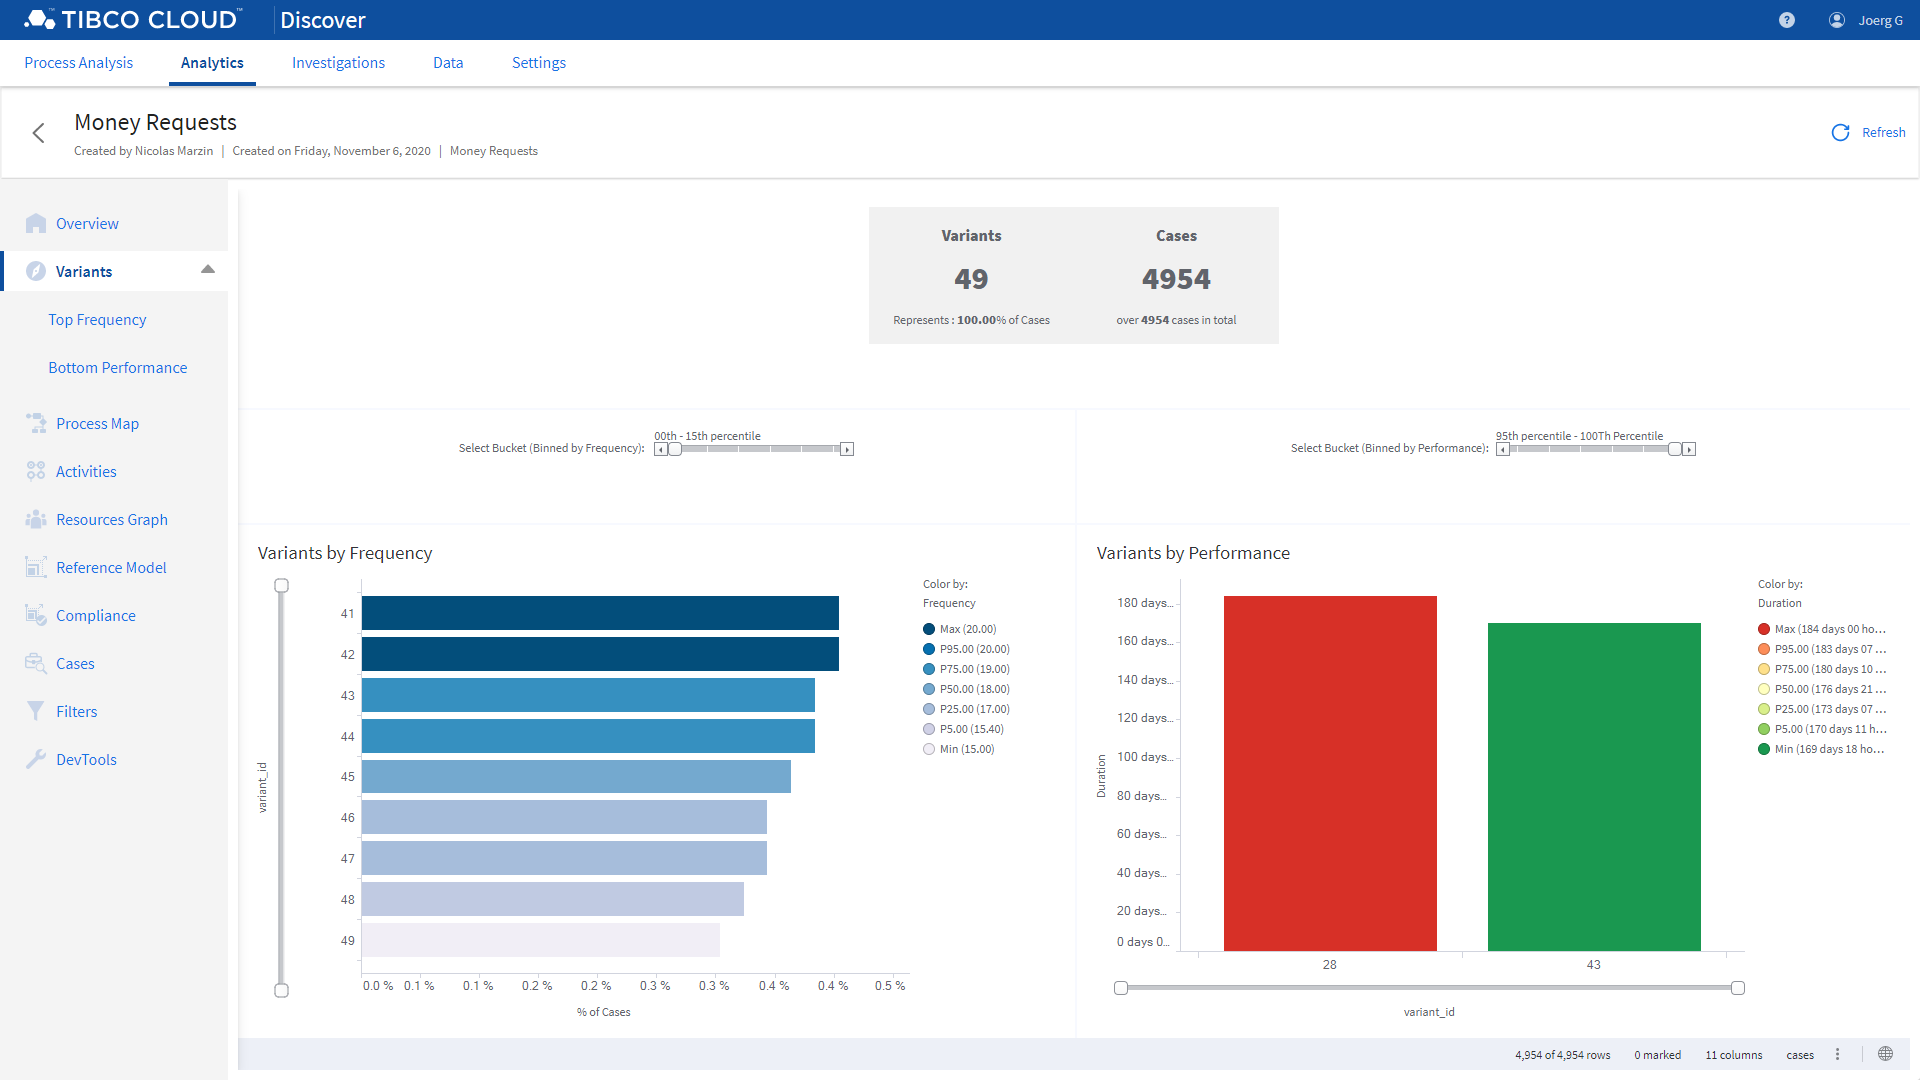 TIBCO CLOUD™ Discover
? Joerg G
Process Analysis Analytics Investigations Data Settings
Money Requests
Created by Nicolas Marzin | Created on Friday, November 6, 2020 | Money Requests
Refresh
Overview
Variants
Top Frequency
Bottom Performance
Process Map
Activities
Resources Graph
Reference Model
Compliance
Cases
Filters
DevTools
Variants Cases
49 4954
Represents : 100.00% of Cases over 4954 cases in total
Select Bucket (Binned by Frequency): 00th - 15th percentile
Select Bucket (Binned by Performance): 95th percentile - 100Th Percentile
Variants by Frequency
variant_id
41
42
43
44
45
46
47
48
49
0.0 % 0.1 % 0.1 % 0.2 % 0.2 % 0.3 % 0.3 % 0.4 % 0.4 % 0.5 %
% of Cases
Color by:
Frequency
Max (20.00)
P95.00 (20.00)
P75.00 (19.00)
P50.00 (18.00)
P25.00 (17.00)
P5.00 (15.40)
Min (15.00)
Variants by Performance
Duration
180 days...
160 days...
140 days...
120 days...
100 days...
80 days...
60 days...
40 days...
20 days...
0 days 0...
28 43
variant_id
Color by:
Duration
Max (184 days 00 ho...
P95.00 (183 days 07 ...
P75.00 (180 days 10 ...
P50.00 (176 days 21 ...
P25.00 (173 days 07 ...
P5.00 (170 days 11 h...
Min (169 days 18 ho...
4,954 of 4,954 rows 0 marked 11 columns cases